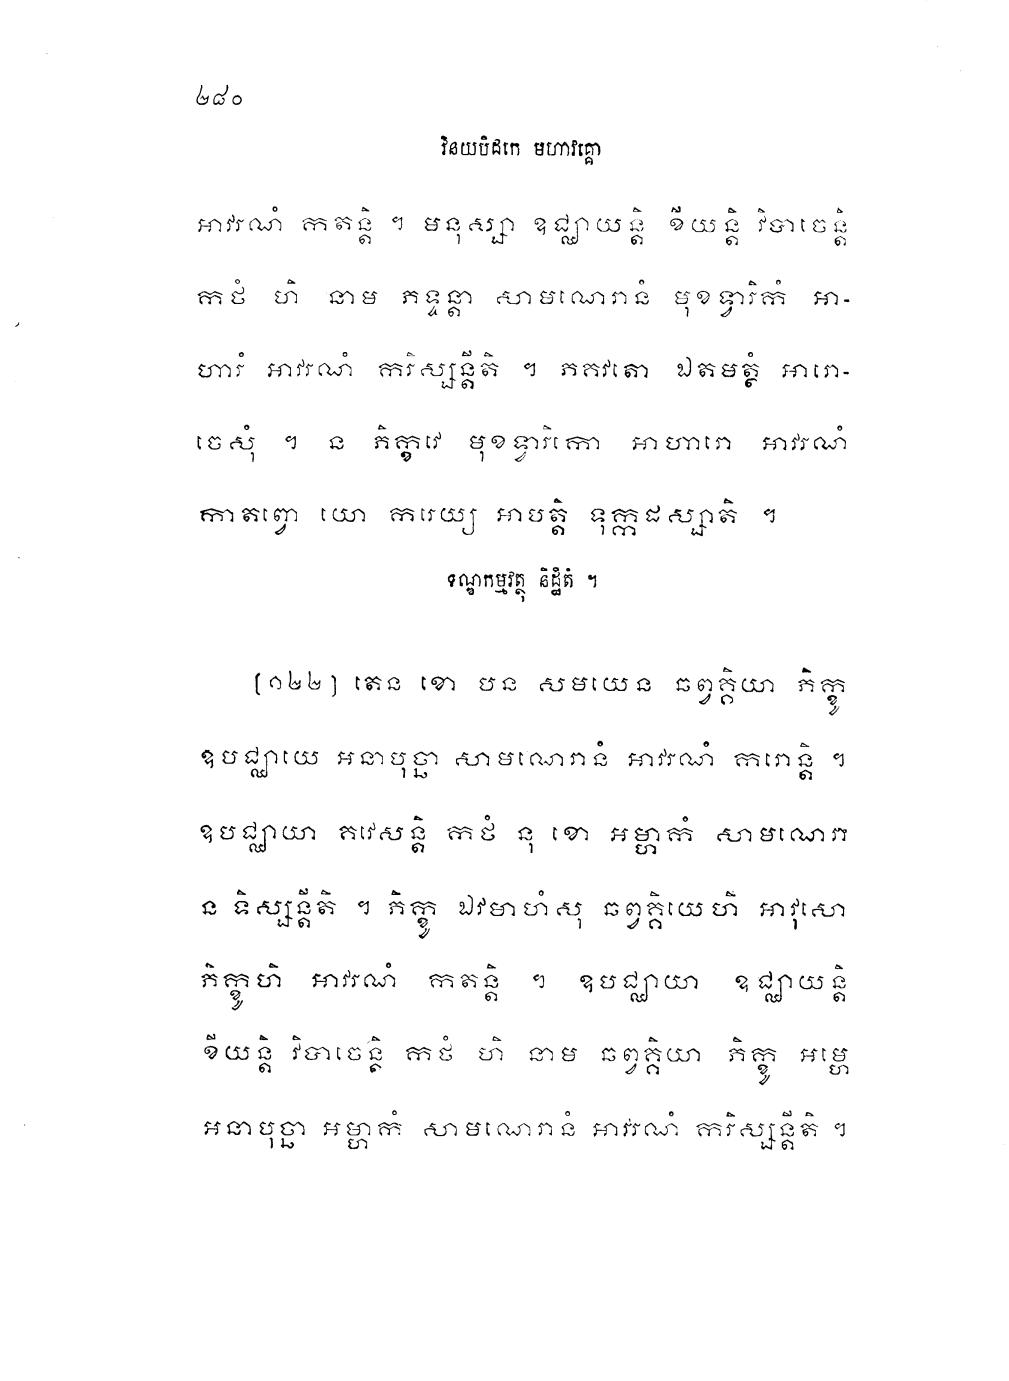 ២៨០
វិនយបិដកេ មហាវគ្គោ
អាវរណំ កតន្តិ ។ មនុស្សា ឧជ្ឈាយន្តិ ខីយន្តិ វិបាចេន្តិ
កថំ ហិ នាម ភទ្ទន្តា សាមណេរានំ មុខទ្វារិកំ អា-
ហារំ អាវរណំ ករិស្សន្តីតិ ។ ភគវតោ ឯតមត្ថំ អារោ-
ចេសុំ ។ ន ភិក្ខវេ មុខទ្វារិកោ អាហារោ អាវរណំ
កាតព្វោ យោ ករេយ្យ អាបត្តិ ទុក្កដស្សាតិ ។
ទណ្ឌកម្មវត្ថុ និដ្ឋិតំ ។
[១២២] តេន ខោ បន សមយេន ឆព្វគ្គិយា ភិក្ខូ
ឧបជ្ឈាយេ អនាបុច្ឆា សាមណេរានំ អាវរណំ ករោន្តិ ។
ឧបជ្ឈាយា គវេសន្តិ កថំ នុ ខោ អម្ហាកំ សាមណេរា
ន ទិស្សន្តីតិ ។ ភិក្ខូ ឯវមាហំសុ ឆព្វគ្គិយេហិ អាវុសោ
ភិក្ខូហិ អាវរណំ កតន្តិ ។ ឧបជ្ឈាយា ឧជ្ឈាយន្តិ
ខីយន្តិ វិបាចេន្តិ កថំ ហិ នាម ឆព្វគ្គិយា ភិក្ខូ អម្ហេ
អនាបុច្ឆា អម្ហាកំ សាមណេរានំ អាវរណំ ករិស្សន្តីតិ ។